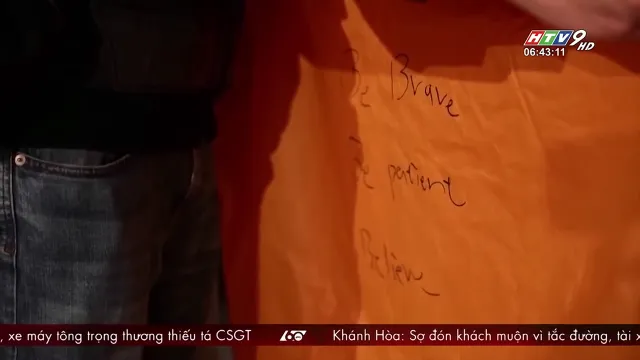 HTV9 HD
06:43:11
Be Brave
Be patient
Believe
, xe máy tông trọng thương thiếu tá CSGT
Khánh Hòa: Sợ đón khách muộn vì tắc đường, tài x